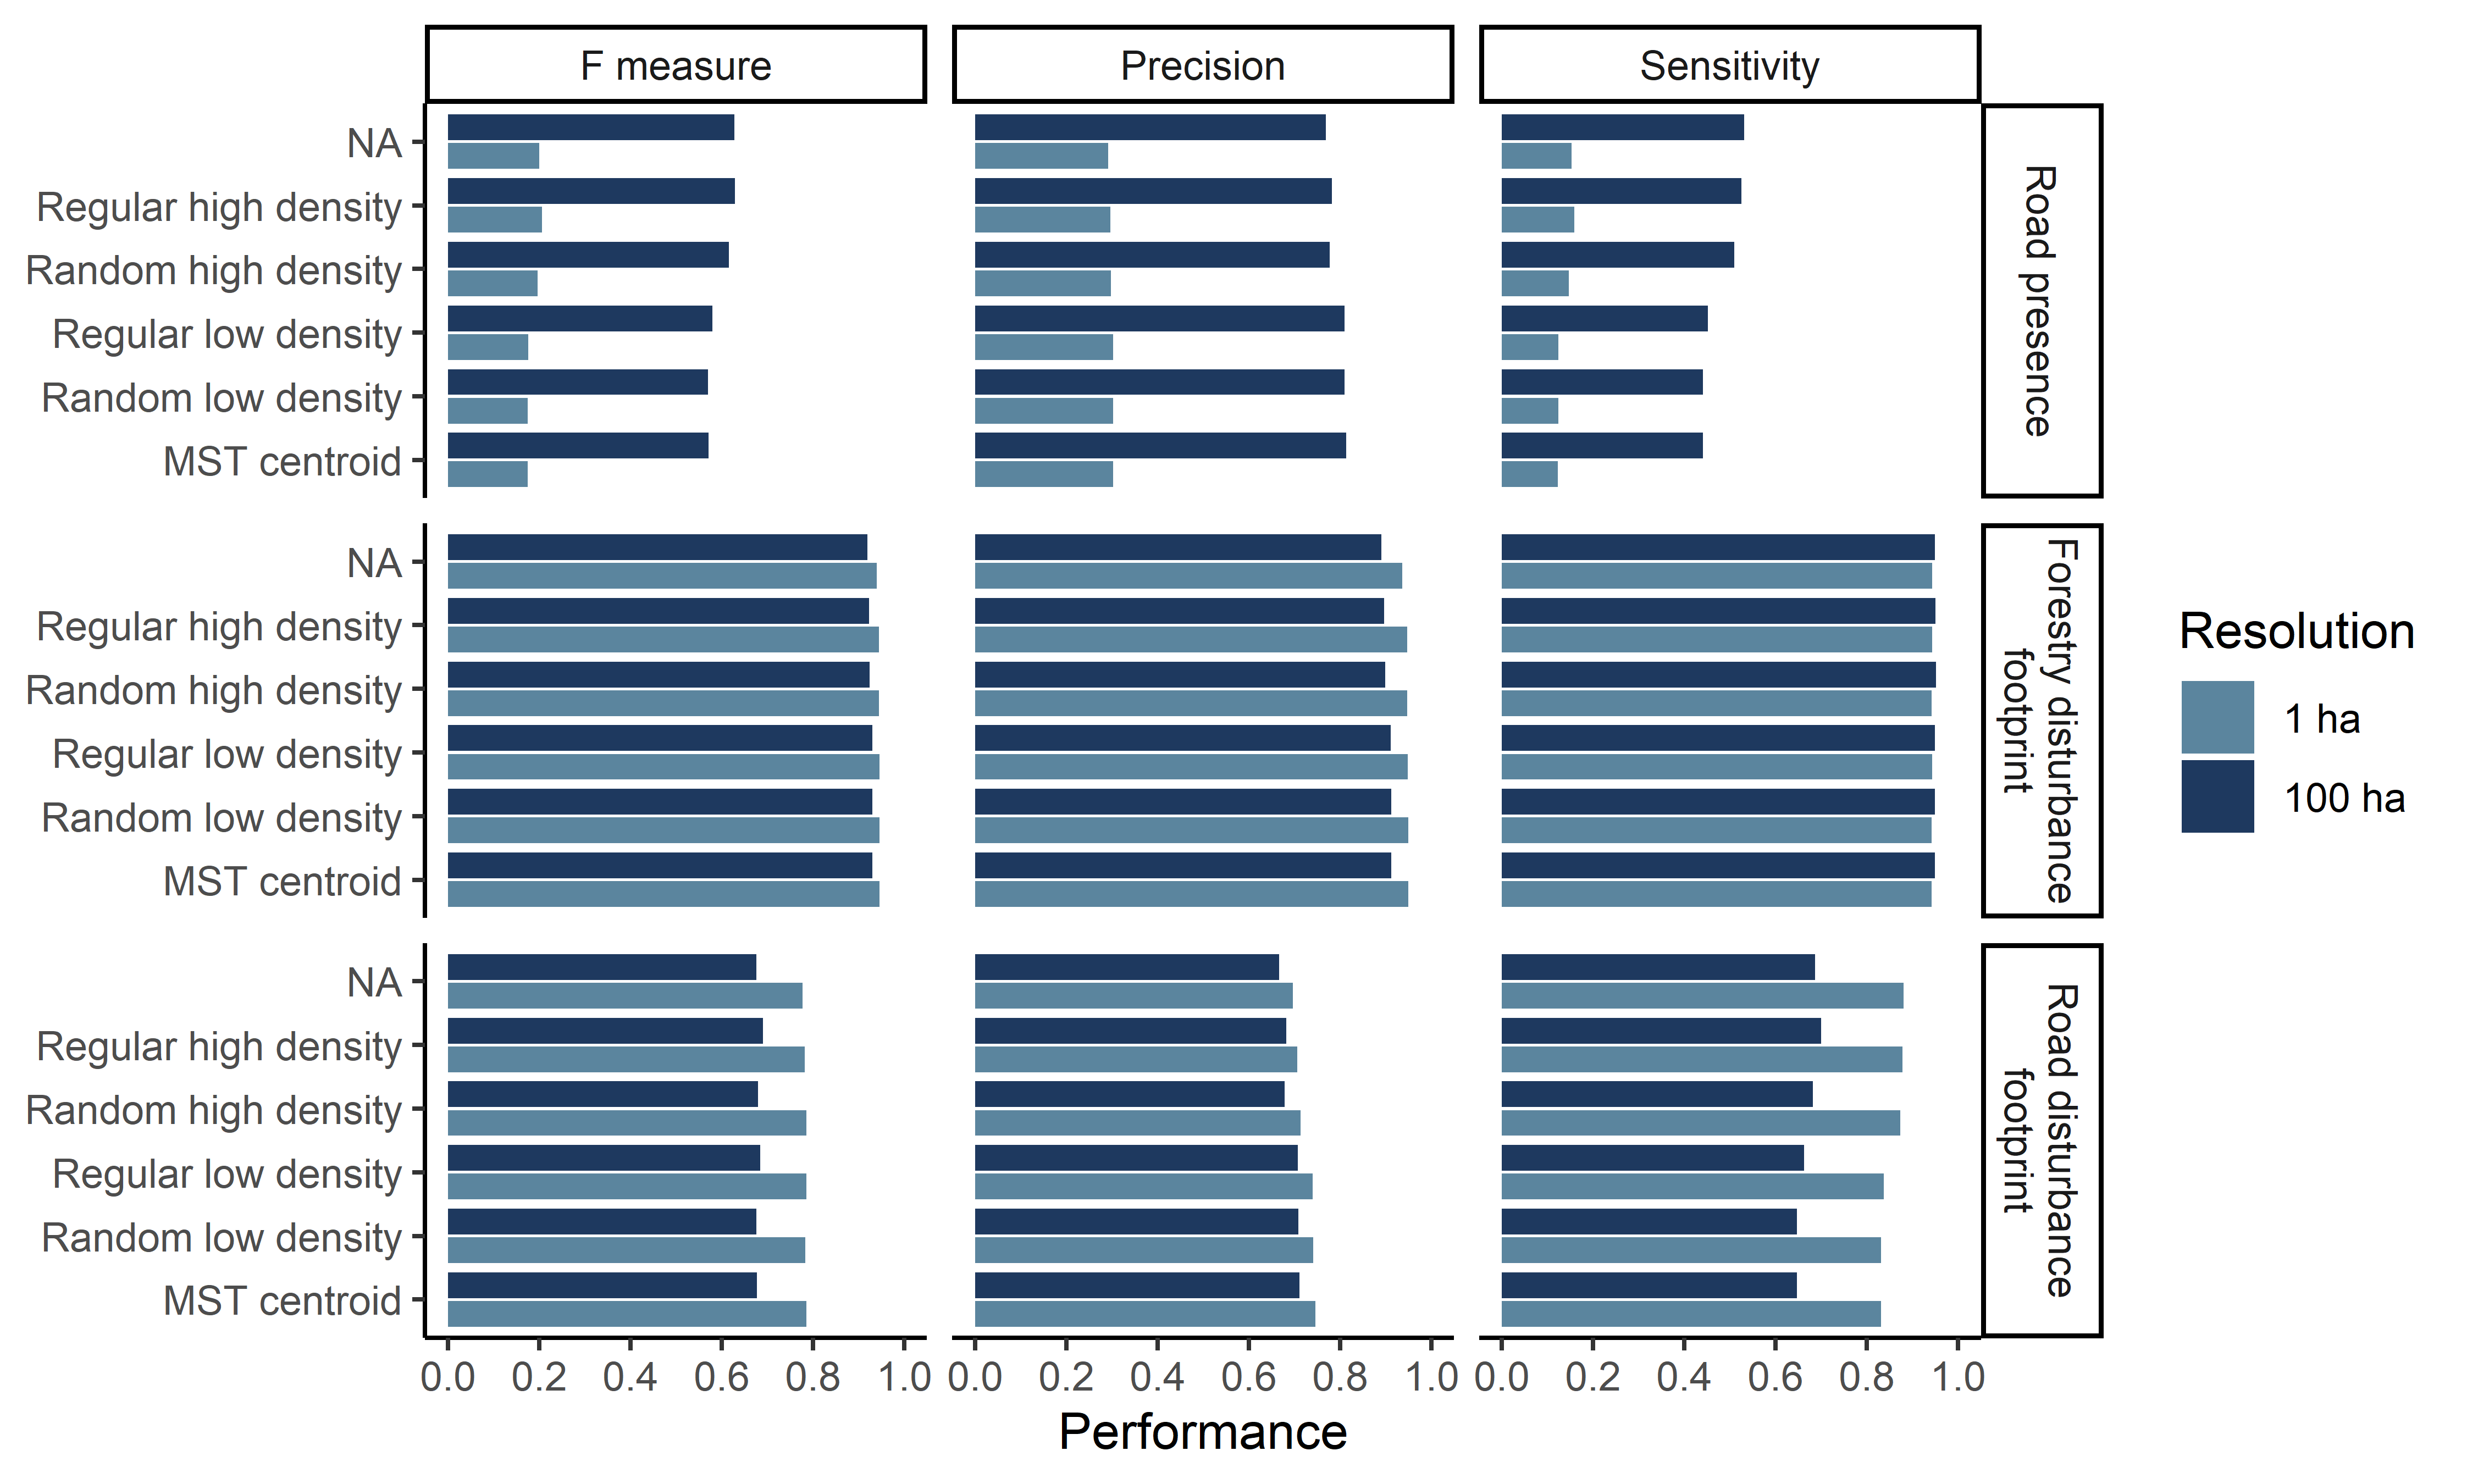 F measure Precision Sensitivity
NA
Regular high density
Random high density
Regular low density
Random low density
MST centroid
Road presence
NA
Regular high density
Random high density
Regular low density
Random low density
MST centroid
Forestry disturbance
footprint
NA
Regular high density
Random high density
Regular low density
Random low density
MST centroid
Road disturbance
footprint
0.0 0.2 0.4 0.6 0.8 1.0 0.0 0.2 0.4 0.6 0.8 1.0 0.0 0.2 0.4 0.6 0.8 1.0
Performance
Resolution
1 ha
100 ha